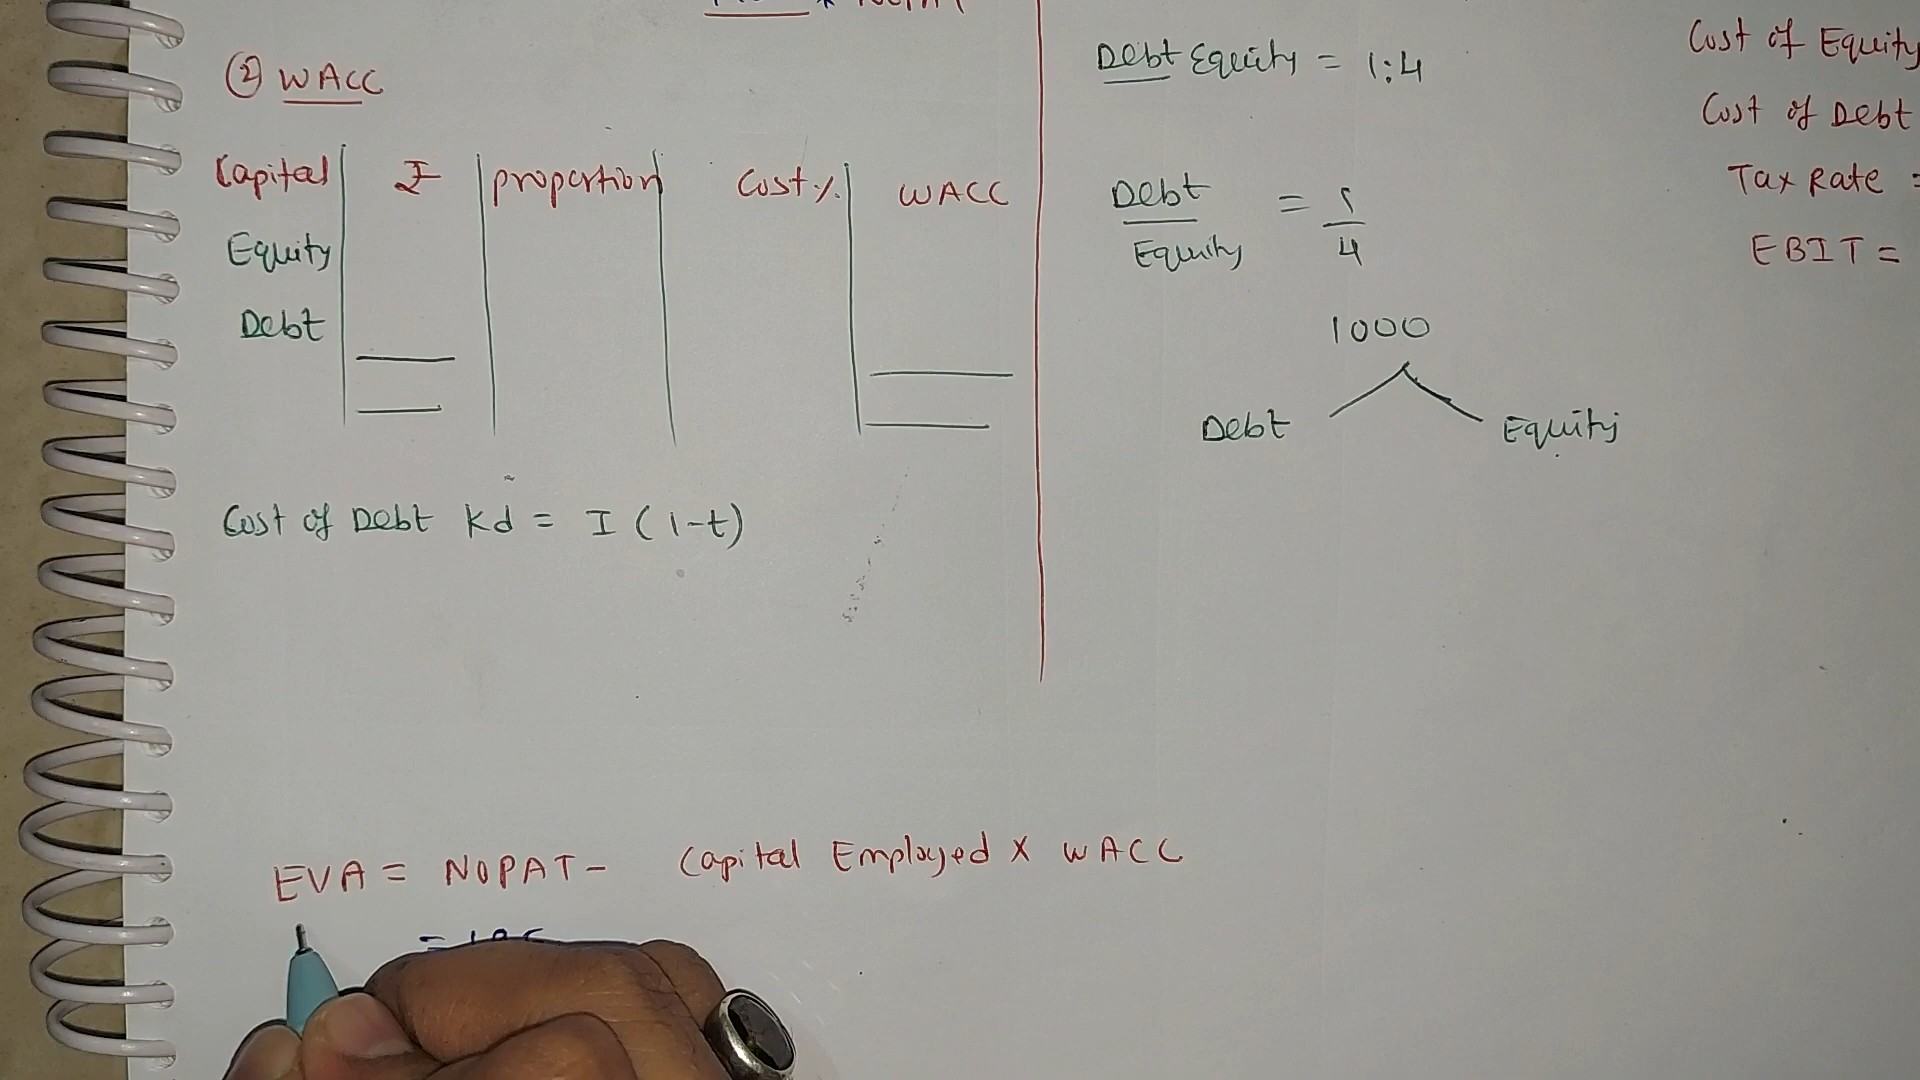 ② WACC
Capital ₹ proportion Cost % WACC
Equity
Debt
Cost of Debt Kd = I (1-t)
Debt Equity = 1:4
Debt = 1
Equity 4
1000
Debt Equity
Cost of Equity
Cost of Debt
Tax Rate =
EBIT =
EVA = NOPAT - Capital Employed X WACC